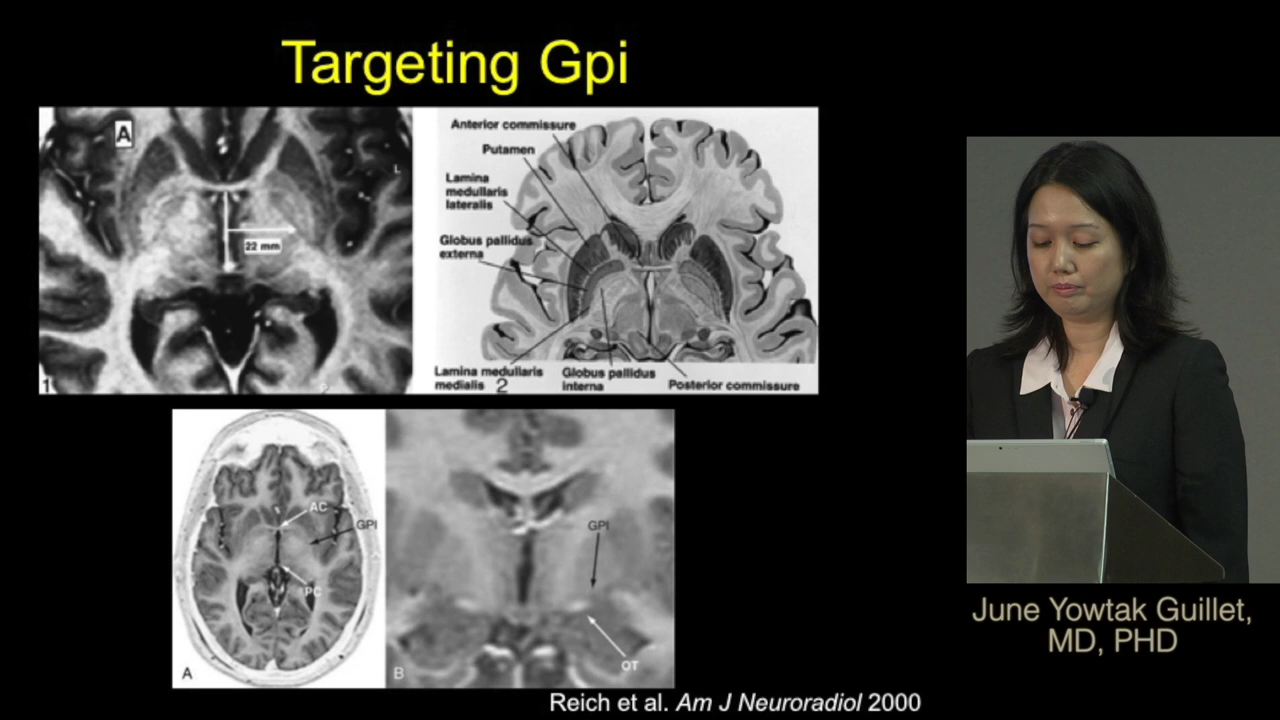 Targeting Gpi
A
L
22 mm
1
Anterior commissure
Putamen
Lamina
medullaris
lateralis
Globus pallidus
externa
Lamina medullaris
medialis
2
Globus pallidus
interna
Posterior commissure
AC
GPI
PC
A
GPI
OT
B
Reich et al. Am J Neuroradiol 2000
June Yowtak Guillet,
MD, PHD